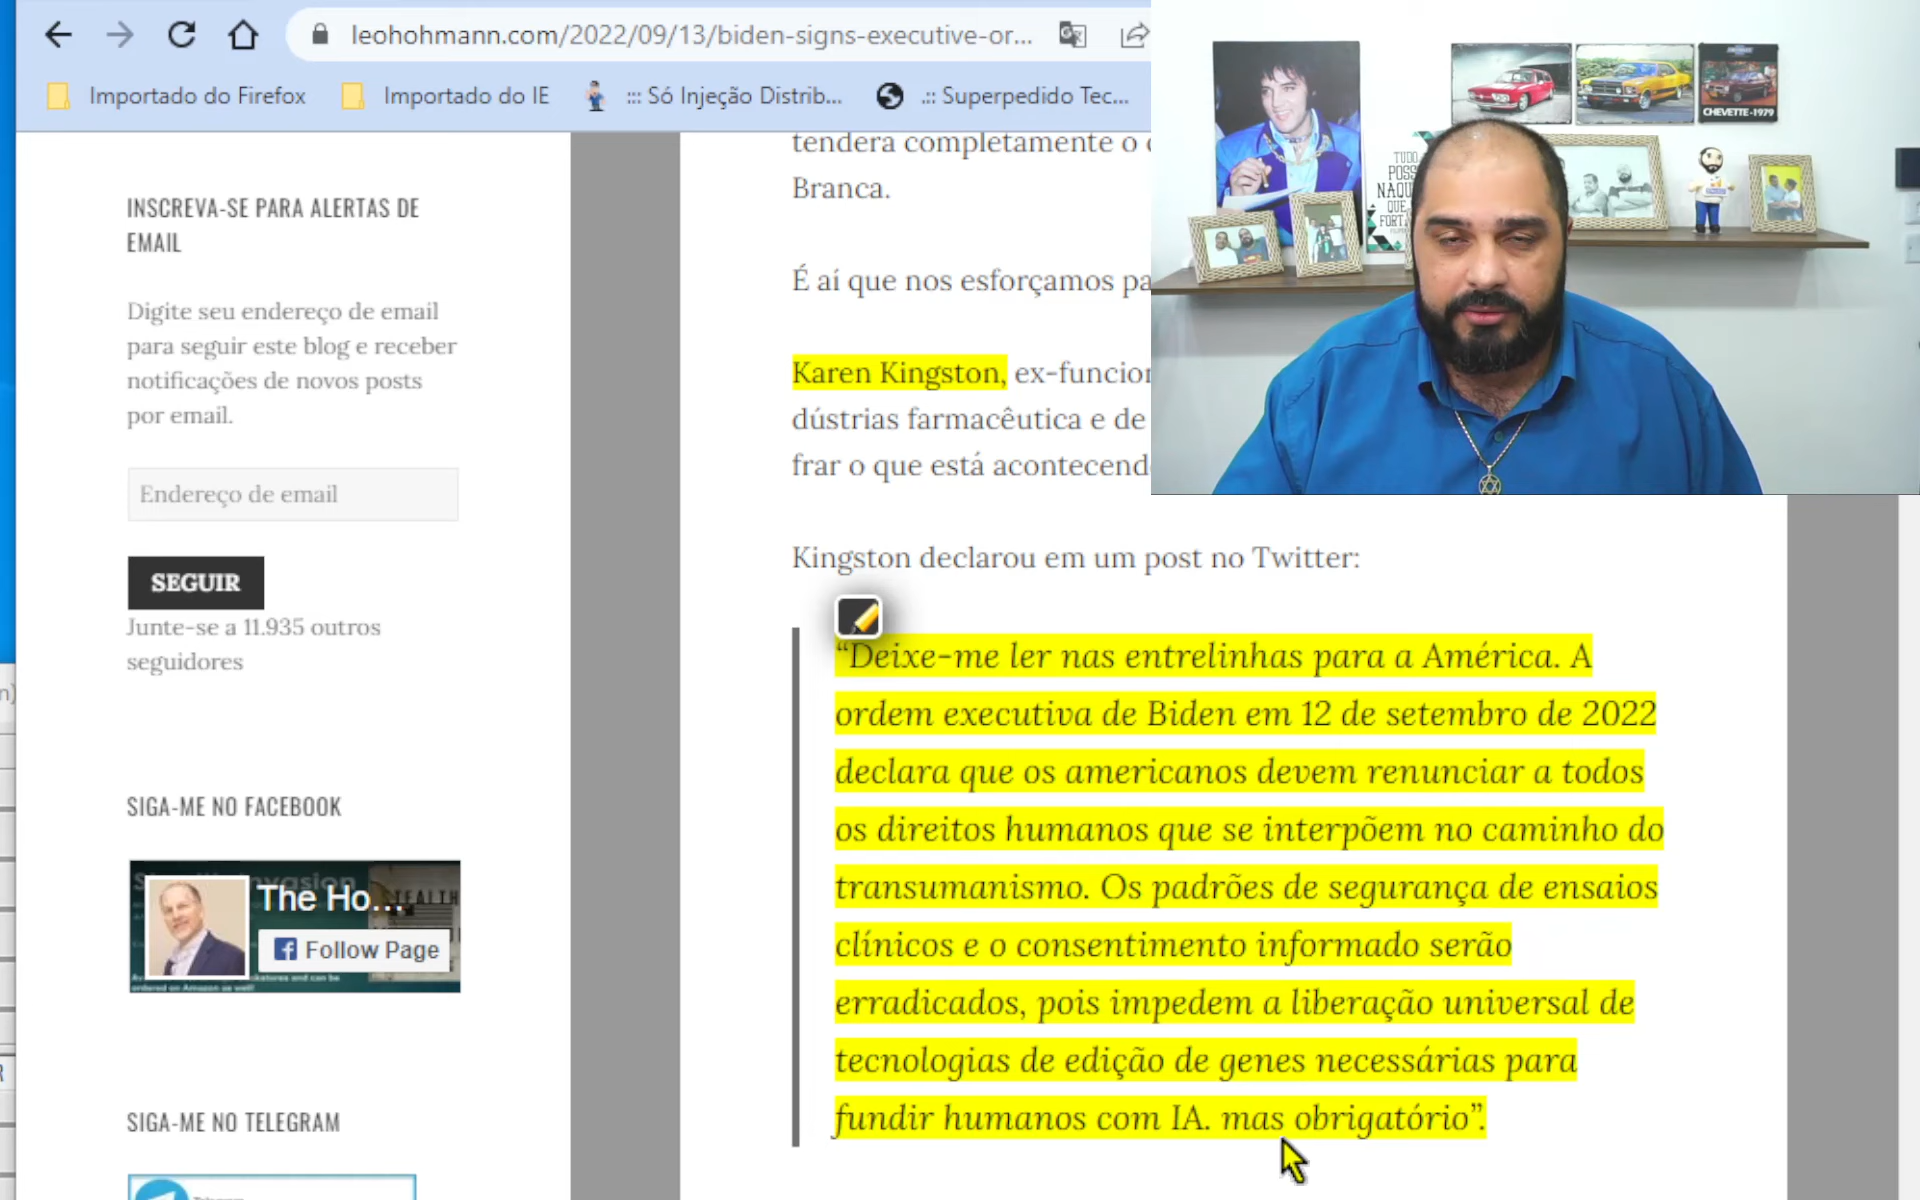 leohohmann.com/2022/09/13/biden-signs-executive-or...
Importado do Firefox
Importado do IE
::: Só Injeção Distrib...
.:: Superpedido Tec...
INSCREVA-SE PARA ALERTAS DE
EMAIL
Digite seu endereço de email
para seguir este blog e receber
notificações de novos posts
por email.
Endereço de email
SEGUIR
Junte-se a 11.935 outros
seguidores
SIGA-ME NO FACEBOOK
The Ho...
Follow Page
SIGA-ME NO TELEGRAM
tendera completamente o
Branca.
É aí que nos esforçamos pa
Karen Kingston, ex-funcion
dústrias farmacêutica e de
frar o que está acontecend
Kingston declarou em um post no Twitter:
“Deixe-me ler nas entrelinhas para a América. A
ordem executiva de Biden em 12 de setembro de 2022
declara que os americanos devem renunciar a todos
os direitos humanos que se interpõem no caminho do
transumanismo. Os padrões de segurança de ensaios
clínicos e o consentimento informado serão
erradicados, pois impedem a liberação universal de
tecnologias de edição de genes necessárias para
fundir humanos com IA. mas obrigatório”.
CHEVETTE-1979
TUDO
POSS
NAQU
QUE
FORT